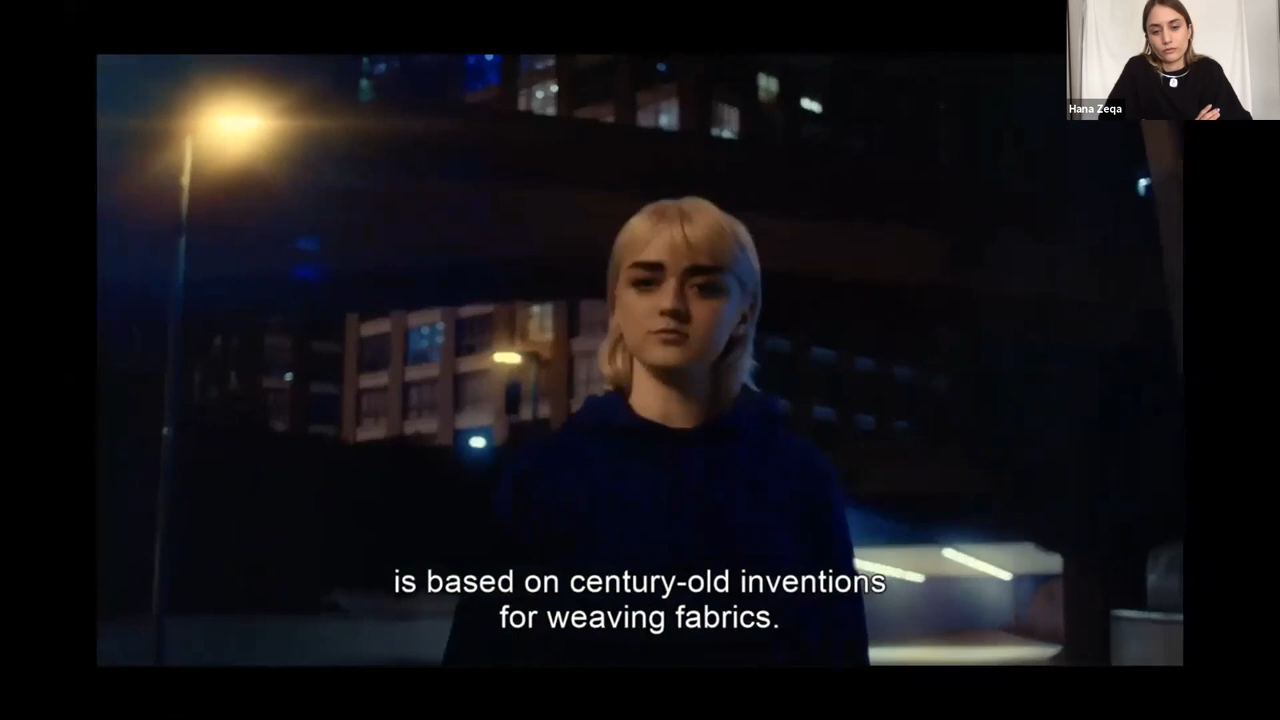 Hana Zeqa
is based on century-old inventions
for weaving fabrics.